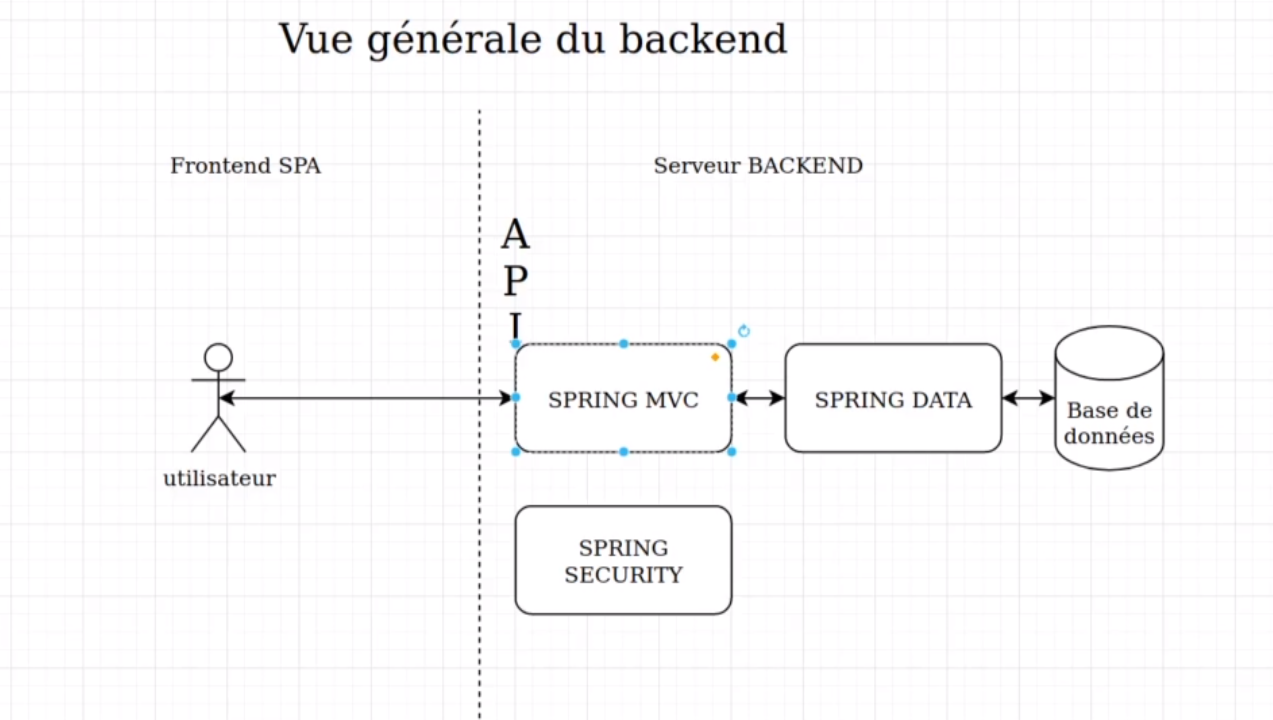 Vue générale du backend
Frontend SPA
Serveur BACKEND
A
P
I
SPRING MVC
SPRING DATA
Base de
données
utilisateur
SPRING
SECURITY